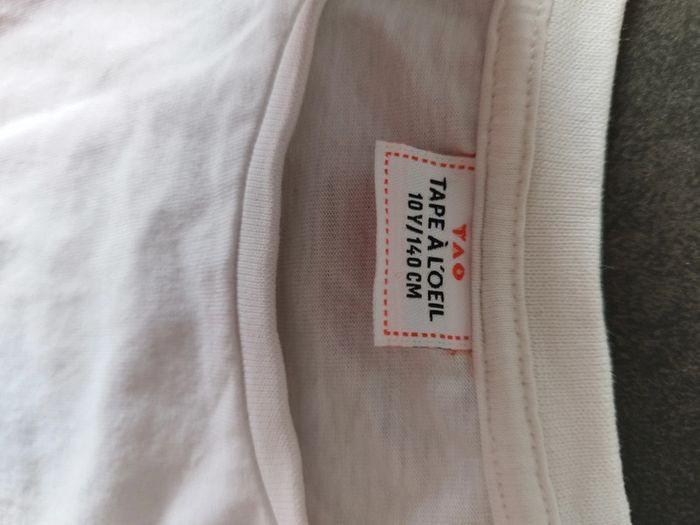 TAO
TAPE À L'OEIL
10Y/140 CM